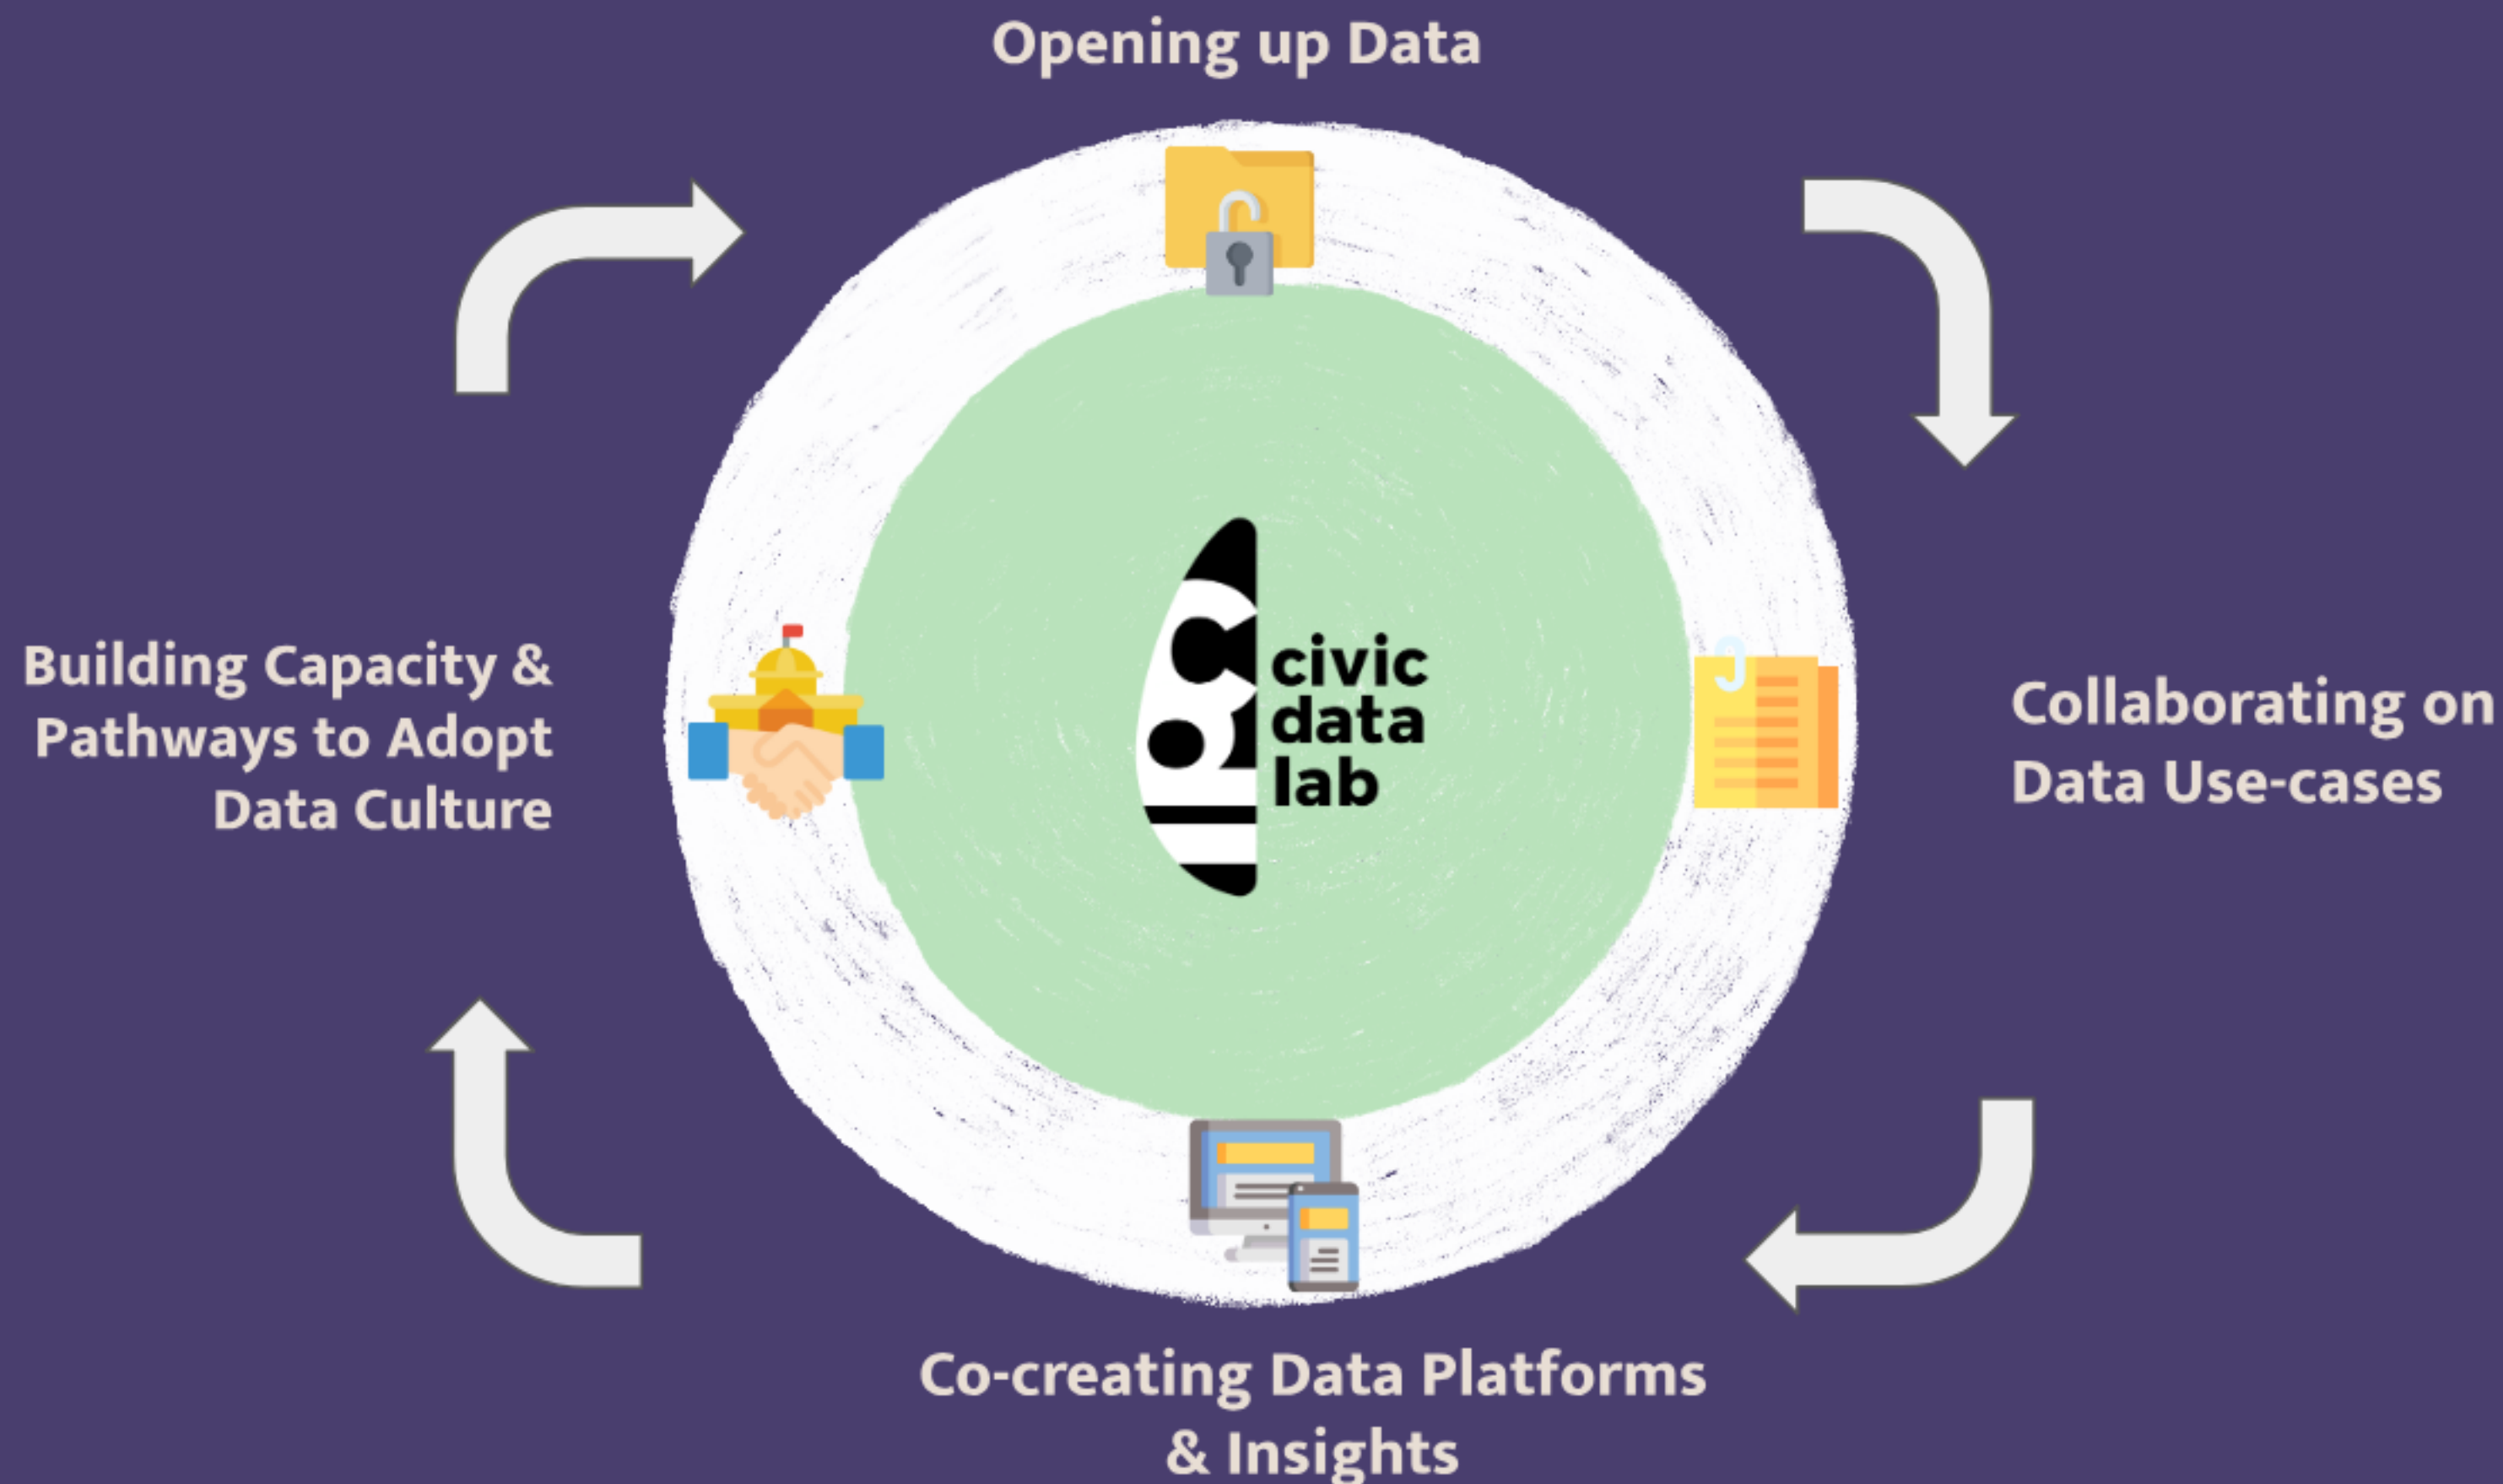 Opening up Data
Building Capacity &
Pathways to Adopt
Data Culture
civic
data
lab
Collaborating on
Data Use-cases
Co-creating Data Platforms
& Insights